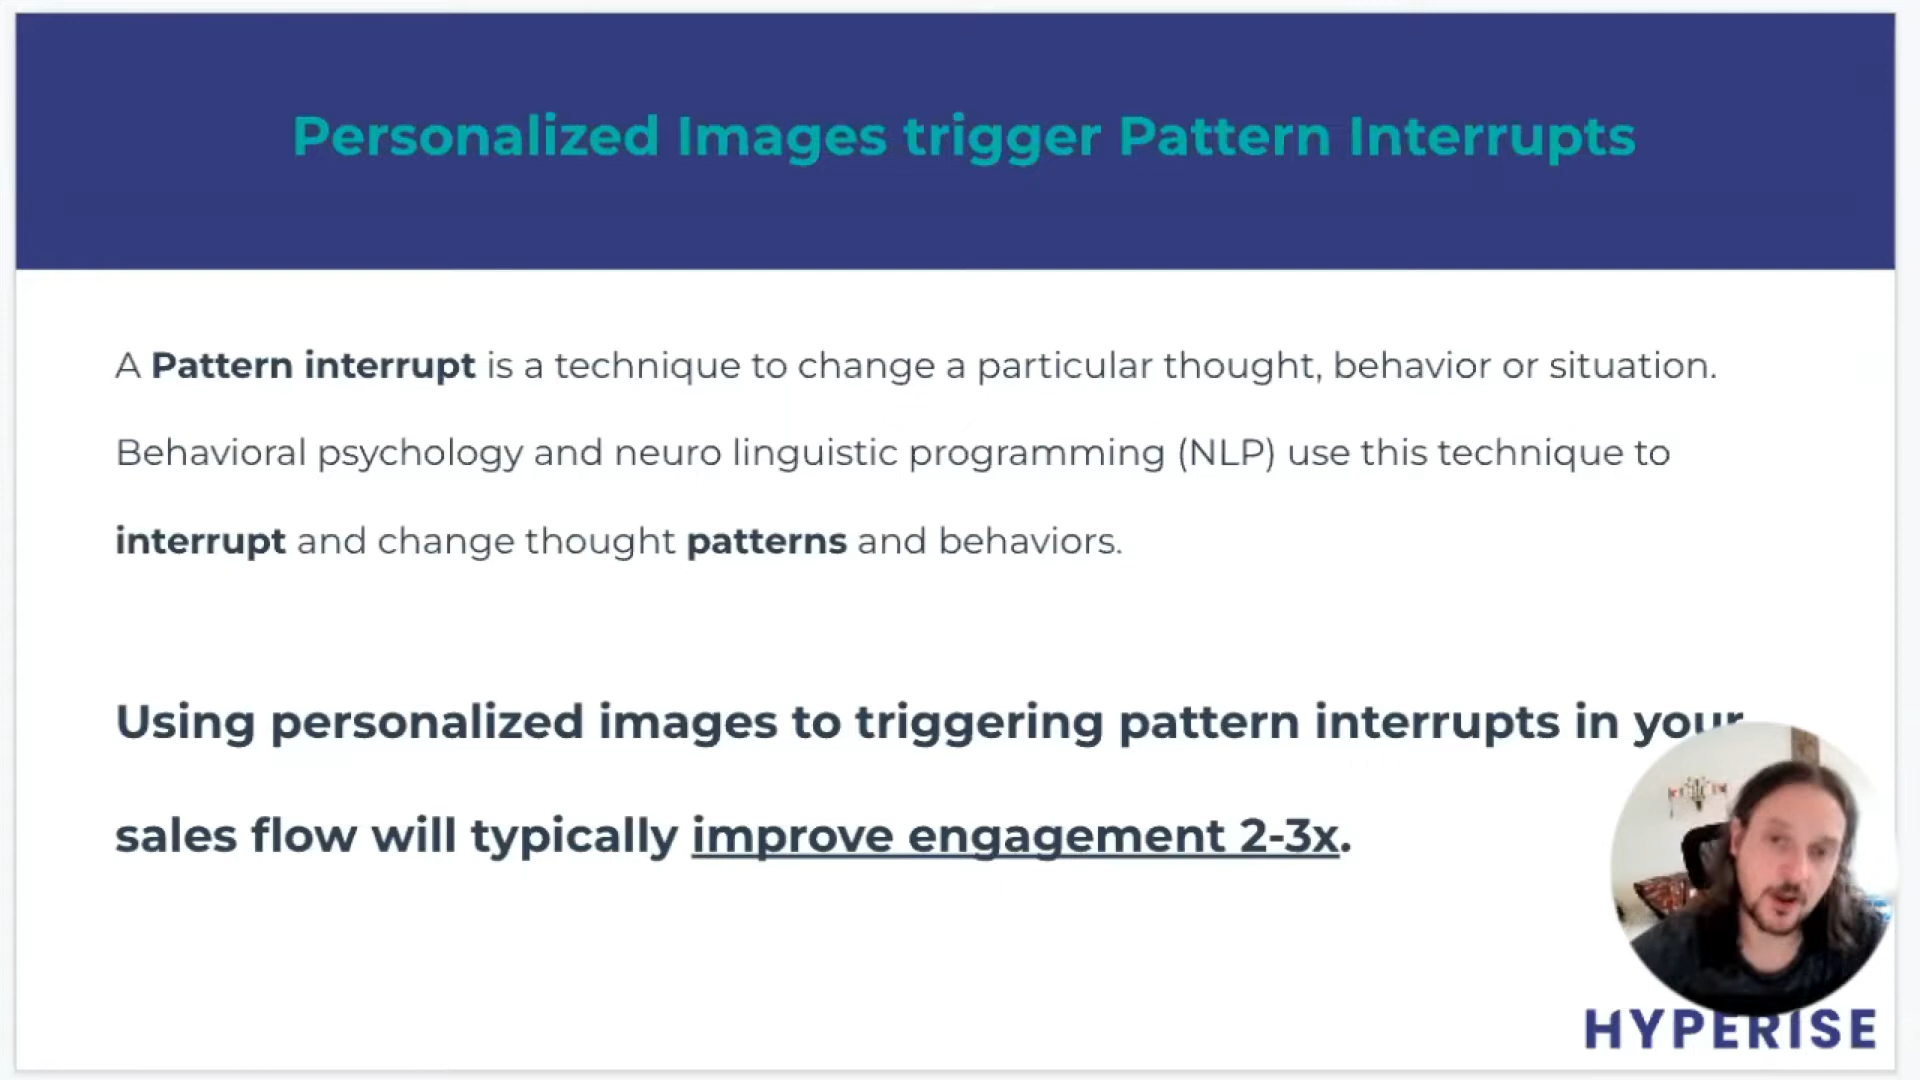 Personalized Images trigger Pattern Interrupts
A Pattern interrupt is a technique to change a particular thought, behavior or situation.
Behavioral psychology and neuro linguistic programming (NLP) use this technique to
interrupt and change thought patterns and behaviors.
Using personalized images to triggering pattern interrupts in your
sales flow will typically improve engagement 2-3x.
HYPERISE